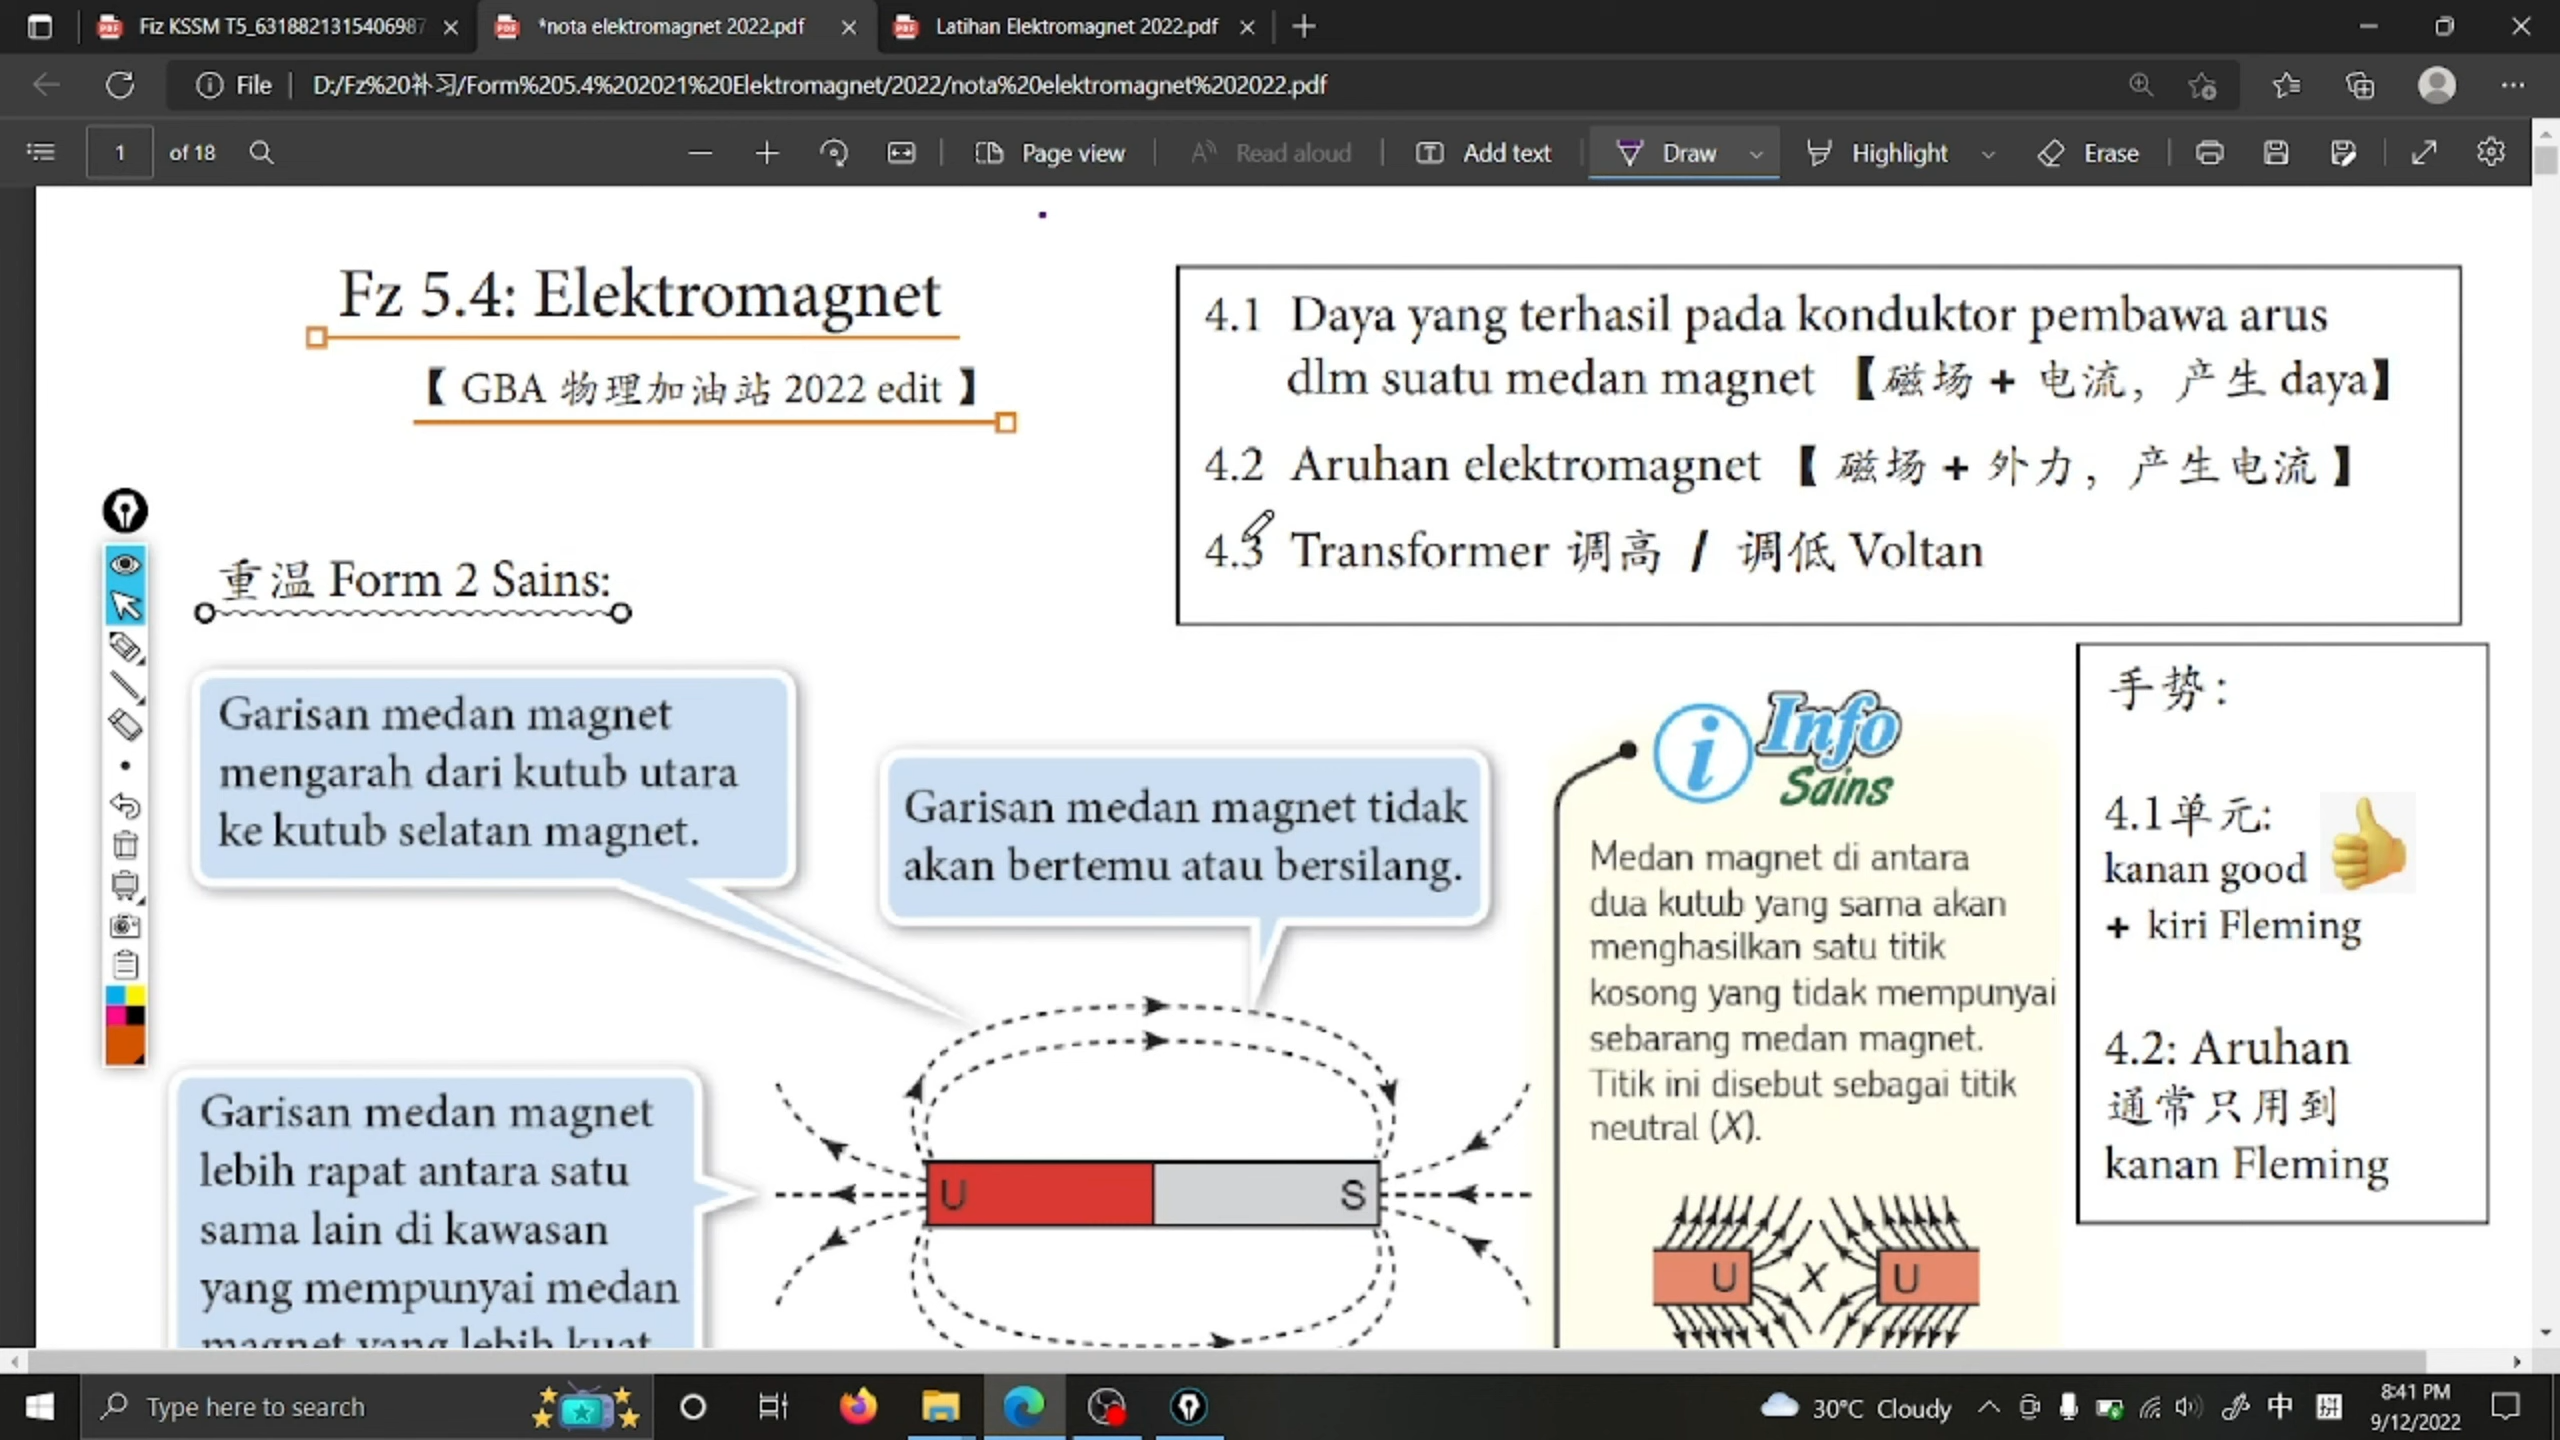 Fiz KSSM T5_6318821315406987
*nota elektromagnet 2022.pdf
Latihan Elektromagnet 2022.pdf
File
D:/Fz%20补习/Form%205.4%202021%20Elektromagnet/2022/nota%20elektromagnet%202022.pdf
1 of 18
Page view
Read aloud
Add text
Draw
Highlight
Erase
Fz 5.4: Elektromagnet
【 GBA 物理加油站 2022 edit 】
4.1 Daya yang terhasil pada konduktor pembawa arus
dlm suatu medan magnet 【磁场 + 电流, 产生 daya】
4.2 Aruhan elektromagnet 【 磁场 + 外力, 产生电流 】
4.3 Transformer 调高 / 调低 Voltan
重温 Form 2 Sains:
Garisan medan magnet
mengarah dari kutub utara
ke kutub selatan magnet.
Garisan medan magnet tidak
akan bertemu atau bersilang.
Garisan medan magnet
lebih rapat antara satu
sama lain di kawasan
yang mempunyai medan
magnet yang lebih kuat
U
S
i Info
Sains
Medan magnet di antara
dua kutub yang sama akan
menghasilkan satu titik
kosong yang tidak mempunyai
sebarang medan magnet.
Titik ini disebut sebagai titik
neutral (X).
U X U
手势:
4.1单元:
kanan good
+ kiri Fleming
4.2: Aruhan
通常只用到
kanan Fleming
Type here to search
30°C Cloudy
中
拼
8:41 PM
9/12/2022